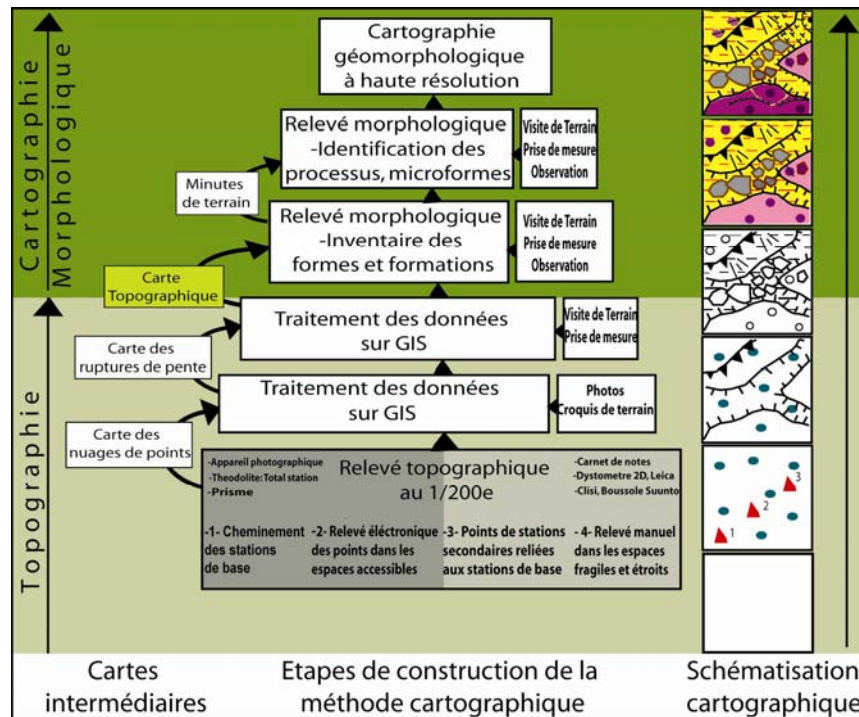 Cartographie
Morphologique
Topographie
Cartographie
géomorphologique
à haute résolution
Relevé morphologique
-Identification des
processus, microformes
Visite de Terrain
Prise de mesure
Observation
Minutes
de terrain
Relevé morphologique
-Inventaire des
formes et formations
Visite de Terrain
Prise de mesure
Observation
Carte
Topographique
Traitement des données
sur GIS
Visite de Terrain
Prise de mesure
Carte des
ruptures de pente
Traitement des données
sur GIS
Photos
Croquis de terrain
Carte des
nuages de points
-Appareil photographique
-Theodolite: Total station
-Prisme
Relevé topographique
au 1/200e
-Carnet de notes
-Dystometre 2D, Leica
-Clisi, Boussole Suunto
-1- Cheminement
des stations
de base
-2- Relevé éléctronique
des points dans les
espaces accessibles
-3- Points de stations
secondaires reliées
aux stations de base
- 4- Relevé manuel
dans les espaces
fragiles et étroits
3
2
1
Cartes
intermédiaires
Etapes de construction de la
méthode cartographique
Schématisation
cartographique